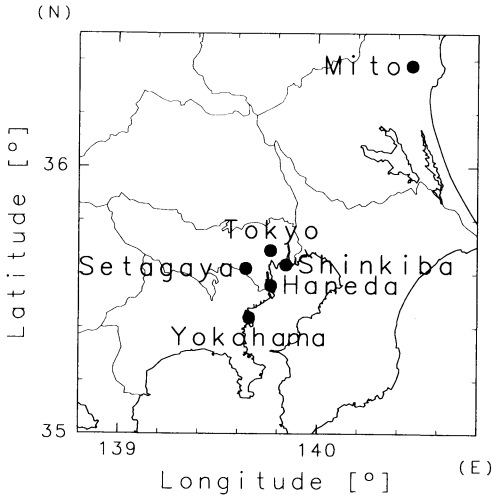 (N)
Mito
Latitude [°]
36
Tokyo
Setagaya
Shinkiba
Haneda
Yokohama
35
139
140
(E)
Longitude [°]